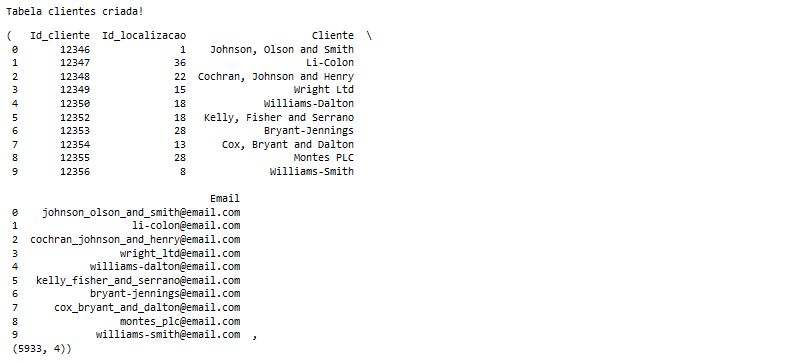 Tabela clientes criada!
(   Id_cliente  Id_localizacao                    Cliente  \
 0       12346               1   Johnson, Olson and Smith
 1       12347              36                   Li-Colon
 2       12348              22  Cochran, Johnson and Henry
 3       12349              15                 Wright Ltd
 4       12350              18            Williams-Dalton
 5       12352              18   Kelly, Fisher and Serrano
 6       12353              28            Bryant-Jennings
 7       12354              13     Cox, Bryant and Dalton
 8       12355              28                 Montes PLC
 9       12356               8             Williams-Smith
                                  Email
 0     johnson_olson_and_smith@email.com
 1                    li-colon@email.com
 2   cochran_johnson_and_henry@email.com
 3                  wright_ltd@email.com
 4             williams-dalton@email.com
 5    kelly_fisher_and_serrano@email.com
 6             bryant-jennings@email.com
 7       cox_bryant_and_dalton@email.com
 8                  montes_plc@email.com
 9              williams-smith@email.com  ,
 (5933, 4))